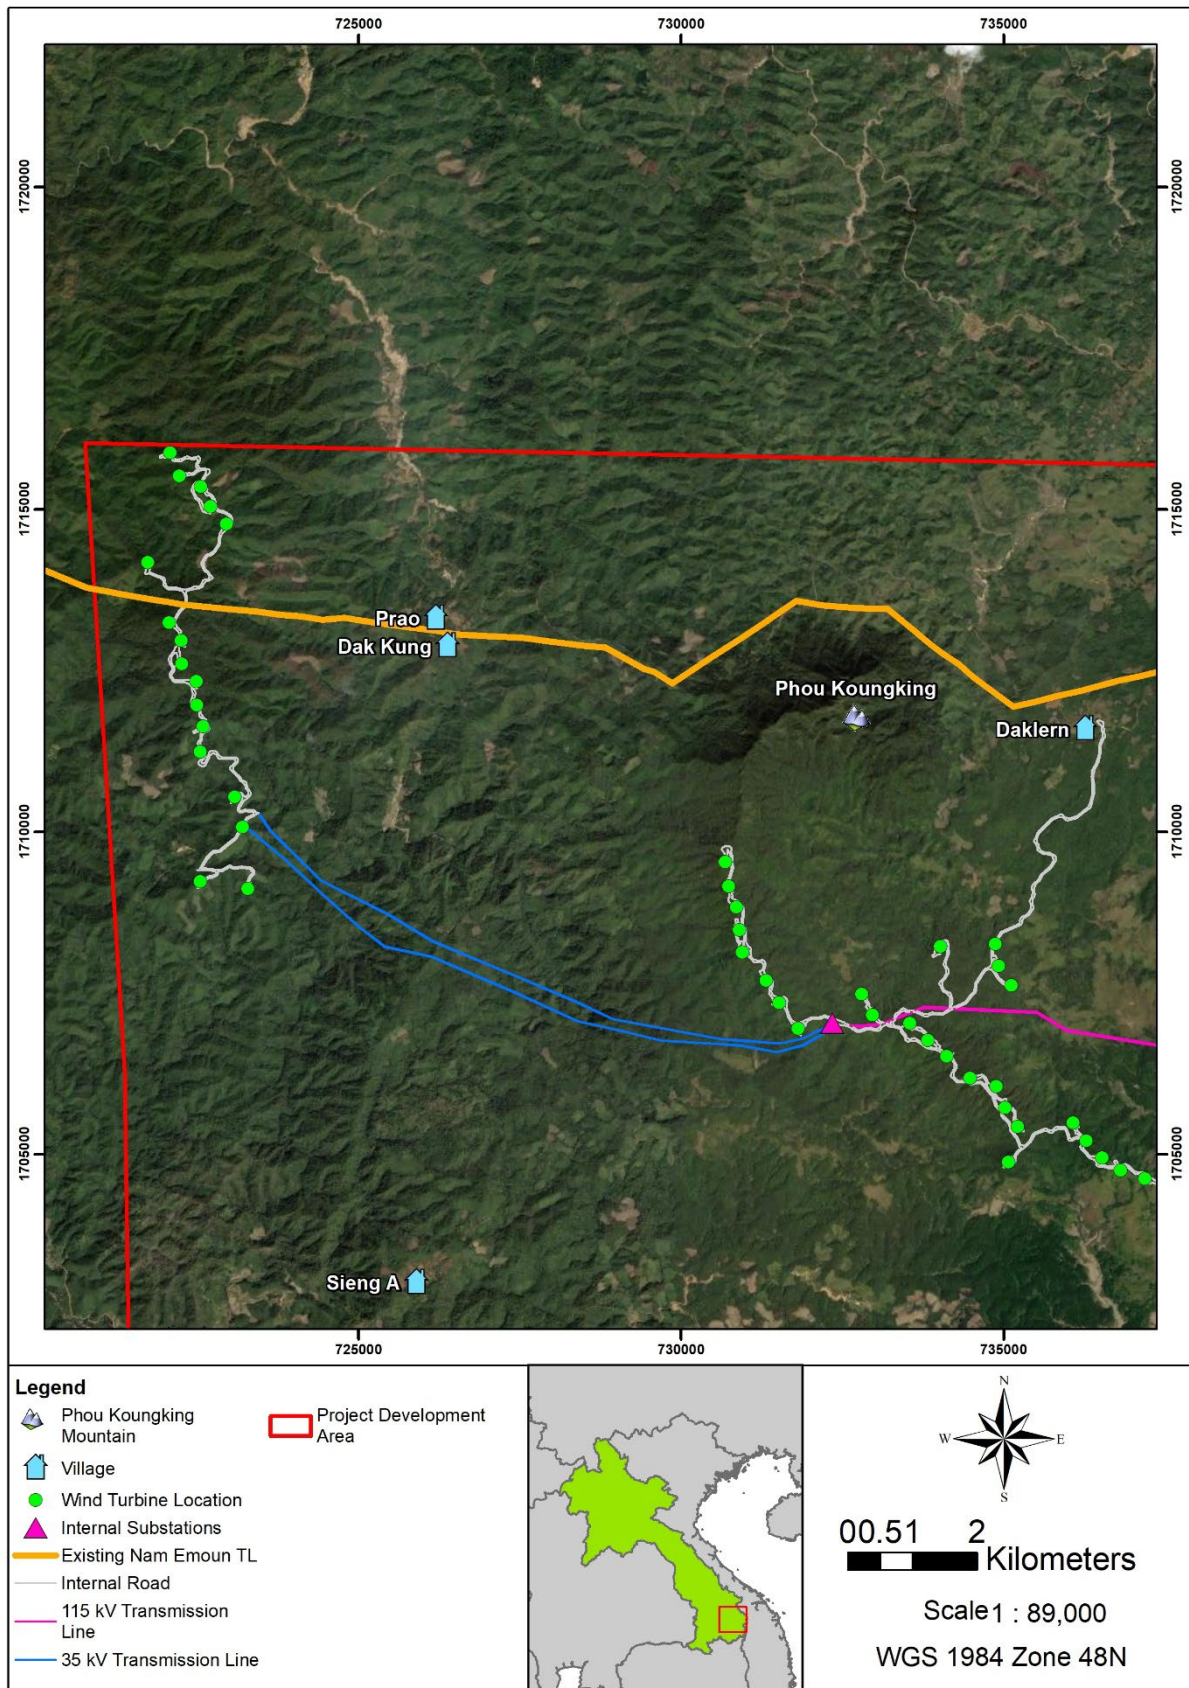 725000
730000
735000
1720000
1720000
1715000
1715000
Prao
Dak Kung
Phou Koungking
Daklern
1710000
1710000
1705000
1705000
Sieng A
725000
730000
735000
Legend
Phou Koungking
Mountain
Village
Wind Turbine Location
Internal Substations
Existing Nam Emoun TL
Internal Road
115 kV Transmission
Line
35 kV Transmission Line
Project Development
Area
N
W
E
S
00.51 2
Kilometers
Scale 1 : 89,000
WGS 1984 Zone 48N